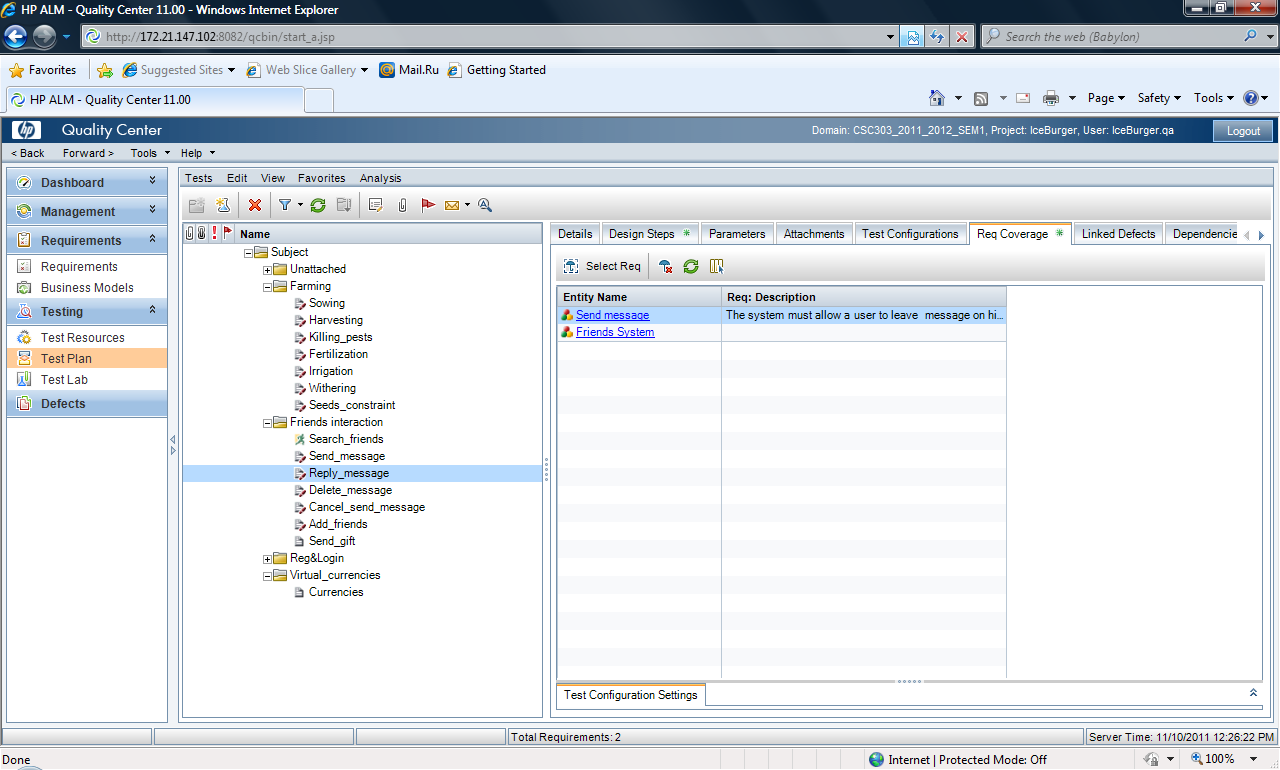 HP ALM - Quality Center 11.00 - Windows Internet Explorer
http://172.21.147.102:8082/qcbin/start_a.jsp
Search the web (Babylon)
Favorites Suggested Sites Web Slice Gallery Mail.Ru Getting Started
HP ALM - Quality Center 11.00
Page Safety Tools
hp Quality Center
Domain: CSC303_2011_2012_SEM1, Project: IceBurger, User: IceBurger.qa
Logout
< Back Forward > Tools Help
Dashboard
Management
Requirements
Requirements
Business Models
Testing
Test Resources
Test Plan
Test Lab
Defects
Tests Edit View Favorites Analysis
Name
Subject
Unattached
Farming
Sowing
Harvesting
Killing_pests
Fertilization
Irrigation
Withering
Seeds_constraint
Friends interaction
Search_friends
Send_message
Reply_message
Delete_message
Cancel_send_message
Add_friends
Send_gift
Reg&Login
Virtual_currencies
Currencies
Details Design Steps * Parameters Attachments Test Configurations Req Coverage * Linked Defects Dependencie
Select Req
Entity Name Req: Description
Send message The system must allow a user to leave message on hi...
Friends System
Test Configuration Settings
Total Requirements: 2
Server Time: 11/10/2011 12:26:22 PM
Done
Internet | Protected Mode: Off
100%